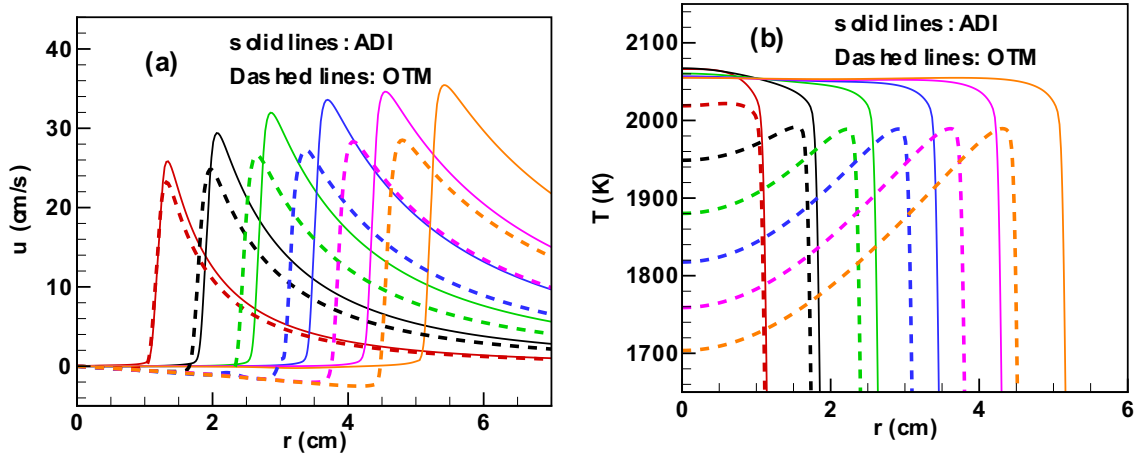 solid lines : ADI
Dashed lines: OTM
(a)
40
30
20
10
0
u (cm/s)
0 2 4 6
r (cm)
solid lines : ADI
Dashed lines: OTM
(b)
2100
2000
1900
1800
1700
T (K)
0 2 4 6
r (cm)